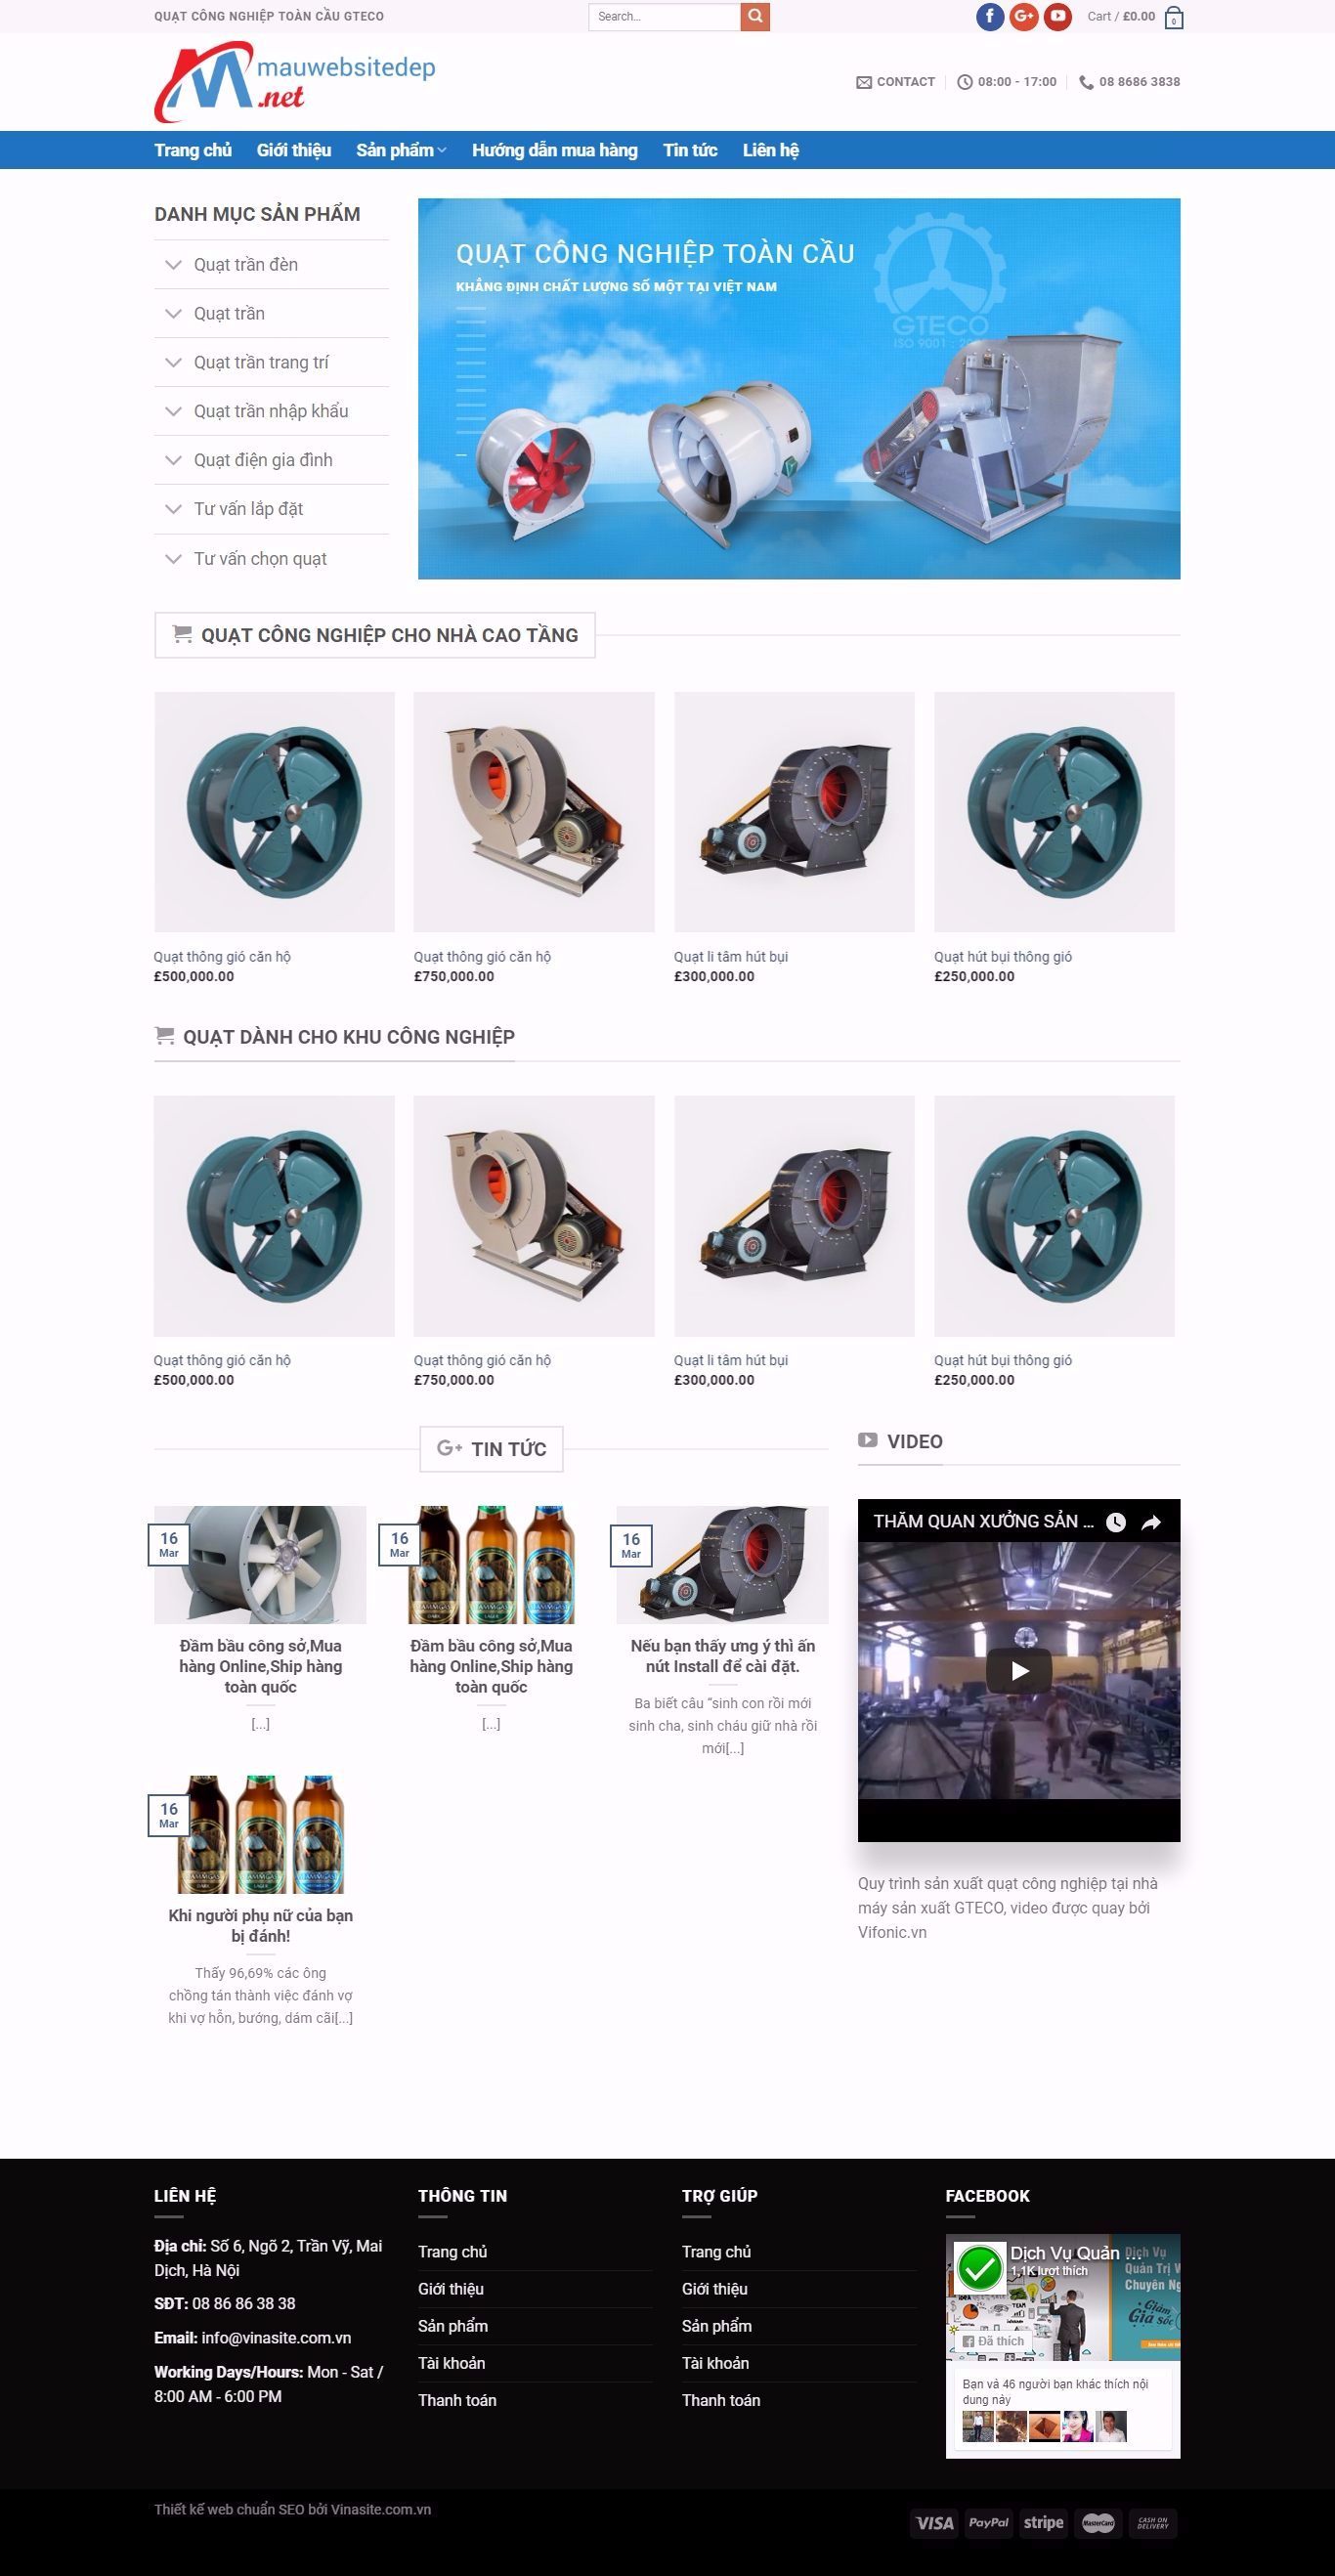 QUẠT CÔNG NGHIỆP TOÀN CẦU GTECO
Search...
Cart / £0.00
0
mauwebsitedep
.net
CONTACT
08:00 - 17:00
08 8686 3838
Trang chủ
Giới thiệu
Sản phẩm
Hướng dẫn mua hàng
Tin tức
Liên hệ
DANH MỤC SẢN PHẨM
Quạt trần đèn
Quạt trần
Quạt trần trang trí
Quạt trần nhập khẩu
Quạt điện gia đình
Tư vấn lắp đặt
Tư vấn chọn quạt
QUẠT CÔNG NGHIỆP TOÀN CẦU
KHẲNG ĐỊNH CHẤT LƯỢNG SỐ MỘT TẠI VIỆT NAM
GTECO
QUẠT CÔNG NGHIỆP CHO NHÀ CAO TẦNG
Quạt thông gió căn hộ
£500,000.00
Quạt thông gió căn hộ
£750,000.00
Quạt li tâm hút bụi
£300,000.00
Quạt hút bụi thông gió
£250,000.00
QUẠT DÀNH CHO KHU CÔNG NGHIỆP
Quạt thông gió căn hộ
£500,000.00
Quạt thông gió căn hộ
£750,000.00
Quạt li tâm hút bụi
£300,000.00
Quạt hút bụi thông gió
£250,000.00
G+ TIN TỨC
16
Mar
Đầm bầu công sở,Mua
hàng Online,Ship hàng
toàn quốc
[...]
16
Mar
Đầm bầu công sở,Mua
hàng Online,Ship hàng
toàn quốc
[...]
16
Mar
Nếu bạn thấy ưng ý thì ấn
nút Install để cài đặt.
Ba biết câu “sinh con rồi mới
sinh cha, sinh cháu giữ nhà rồi
mới[...]
16
Mar
Khi người phụ nữ của bạn
bị đánh!
Thấy 96,69% các ông
chồng tán thành việc đánh vợ
khi vợ hỗn, bướng, dám cãi[...]
VIDEO
THĂM QUAN XƯỞNG SẢN ...
Quy trình sản xuất quạt công nghiệp tại nhà
máy sản xuất GTECO, video được quay bởi
Vifonic.vn
LIÊN HỆ
Địa chỉ: Số 6, Ngõ 2, Trần Vỹ, Mai
Dịch, Hà Nội
SĐT: 08 86 86 38 38
Email: info@vinasite.com.vn
Working Days/Hours: Mon - Sat /
8:00 AM - 6:00 PM
THÔNG TIN
Trang chủ
Giới thiệu
Sản phẩm
Tài khoản
Thanh toán
TRỢ GIÚP
Trang chủ
Giới thiệu
Sản phẩm
Tài khoản
Thanh toán
FACEBOOK
Dịch Vụ Quản ...
1,1K lượt thích
Dịch Vụ
Quản Trị W
Chuyên Ng
Giảm
Giá sốc
Đã thích
Bạn và 46 người bạn khác thích nội
dung này
Thiết kế web chuẩn SEO bởi Vinasite.com.vn
VISA
PayPal
stripe
MasterCard
CASH ON
DELIVERY